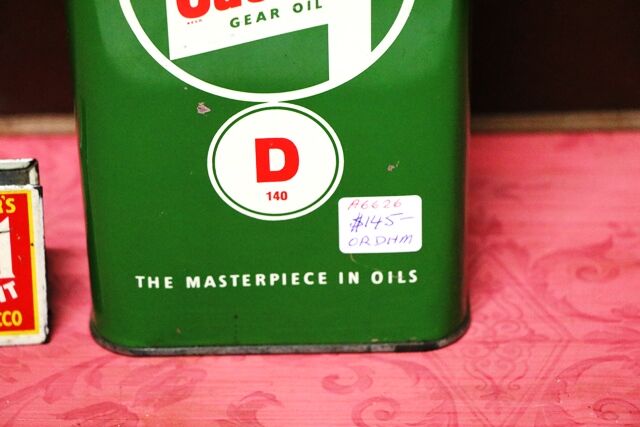 GEAR OIL
D
140
A6626
$145-
ORDHM
THE MASTERPIECE IN OILS